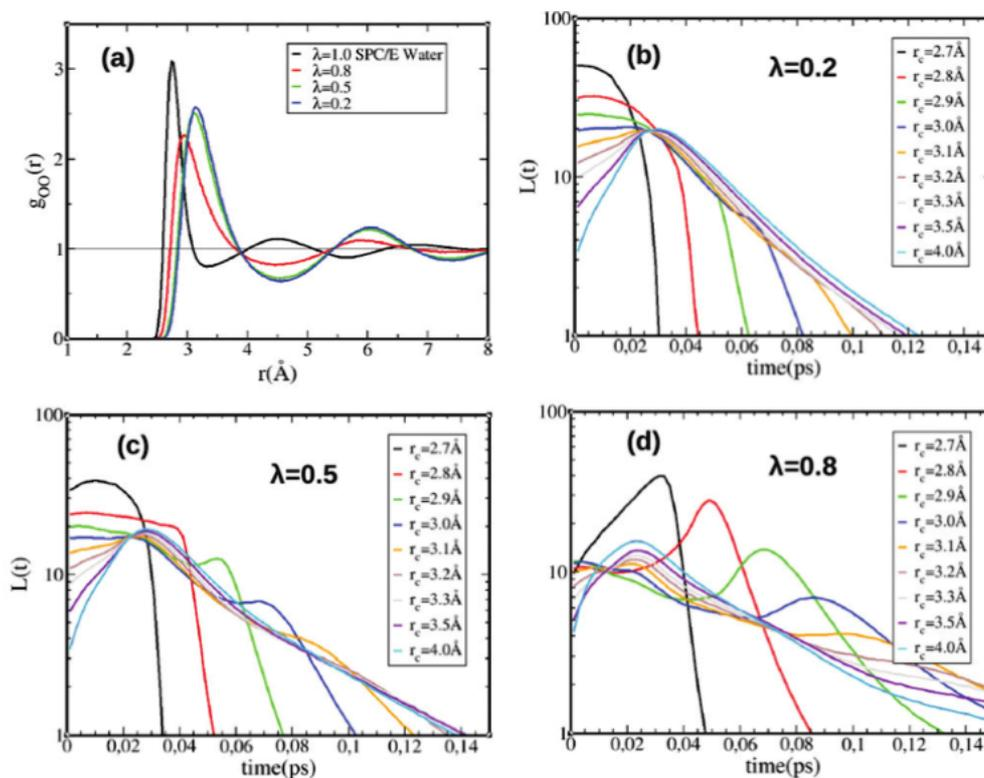 (a)
λ=1.0 SPC/E Water
λ=0.8
λ=0.5
λ=0.2
g_OO(r)
3
2
1
0
1 2 3 4 5 6 7 8
r(Å)
(b)
λ=0.2
r_c=2.7Å
r_c=2.8Å
r_c=2.9Å
r_c=3.0Å
r_c=3.1Å
r_c=3.2Å
r_c=3.3Å
r_c=3.5Å
r_c=4.0Å
L(t)
100
10
1
0 0,02 0,04 0,06 0,08 0,1 0,12 0,14
time(ps)
(c)
λ=0.5
r_c=2.7Å
r_c=2.8Å
r_c=2.9Å
r_c=3.0Å
r_c=3.1Å
r_c=3.2Å
r_c=3.3Å
r_c=3.5Å
r_c=4.0Å
L(t)
100
10
1
0 0,02 0,04 0,06 0,08 0,1 0,12 0,14
time(ps)
(d)
λ=0.8
r_c=2.7Å
r_c=2.8Å
r_c=2.9Å
r_c=3.0Å
r_c=3.1Å
r_c=3.2Å
r_c=3.3Å
r_c=3.5Å
r_c=4.0Å
100
10
1
0 0,02 0,04 0,06 0,08 0,1 0,12 0,14
time(ps)